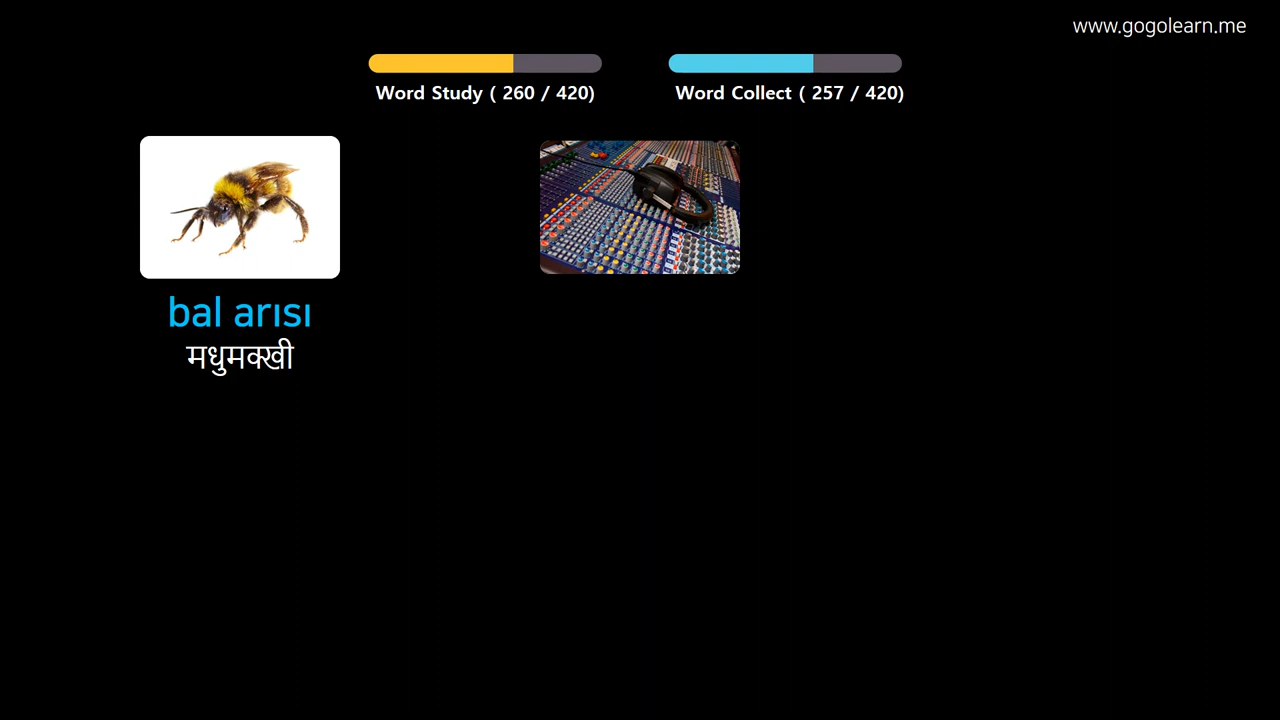 www.gogolearn.me
Word Study ( 260 / 420)
Word Collect ( 257 / 420)
bal arısı
मधुमक्खी